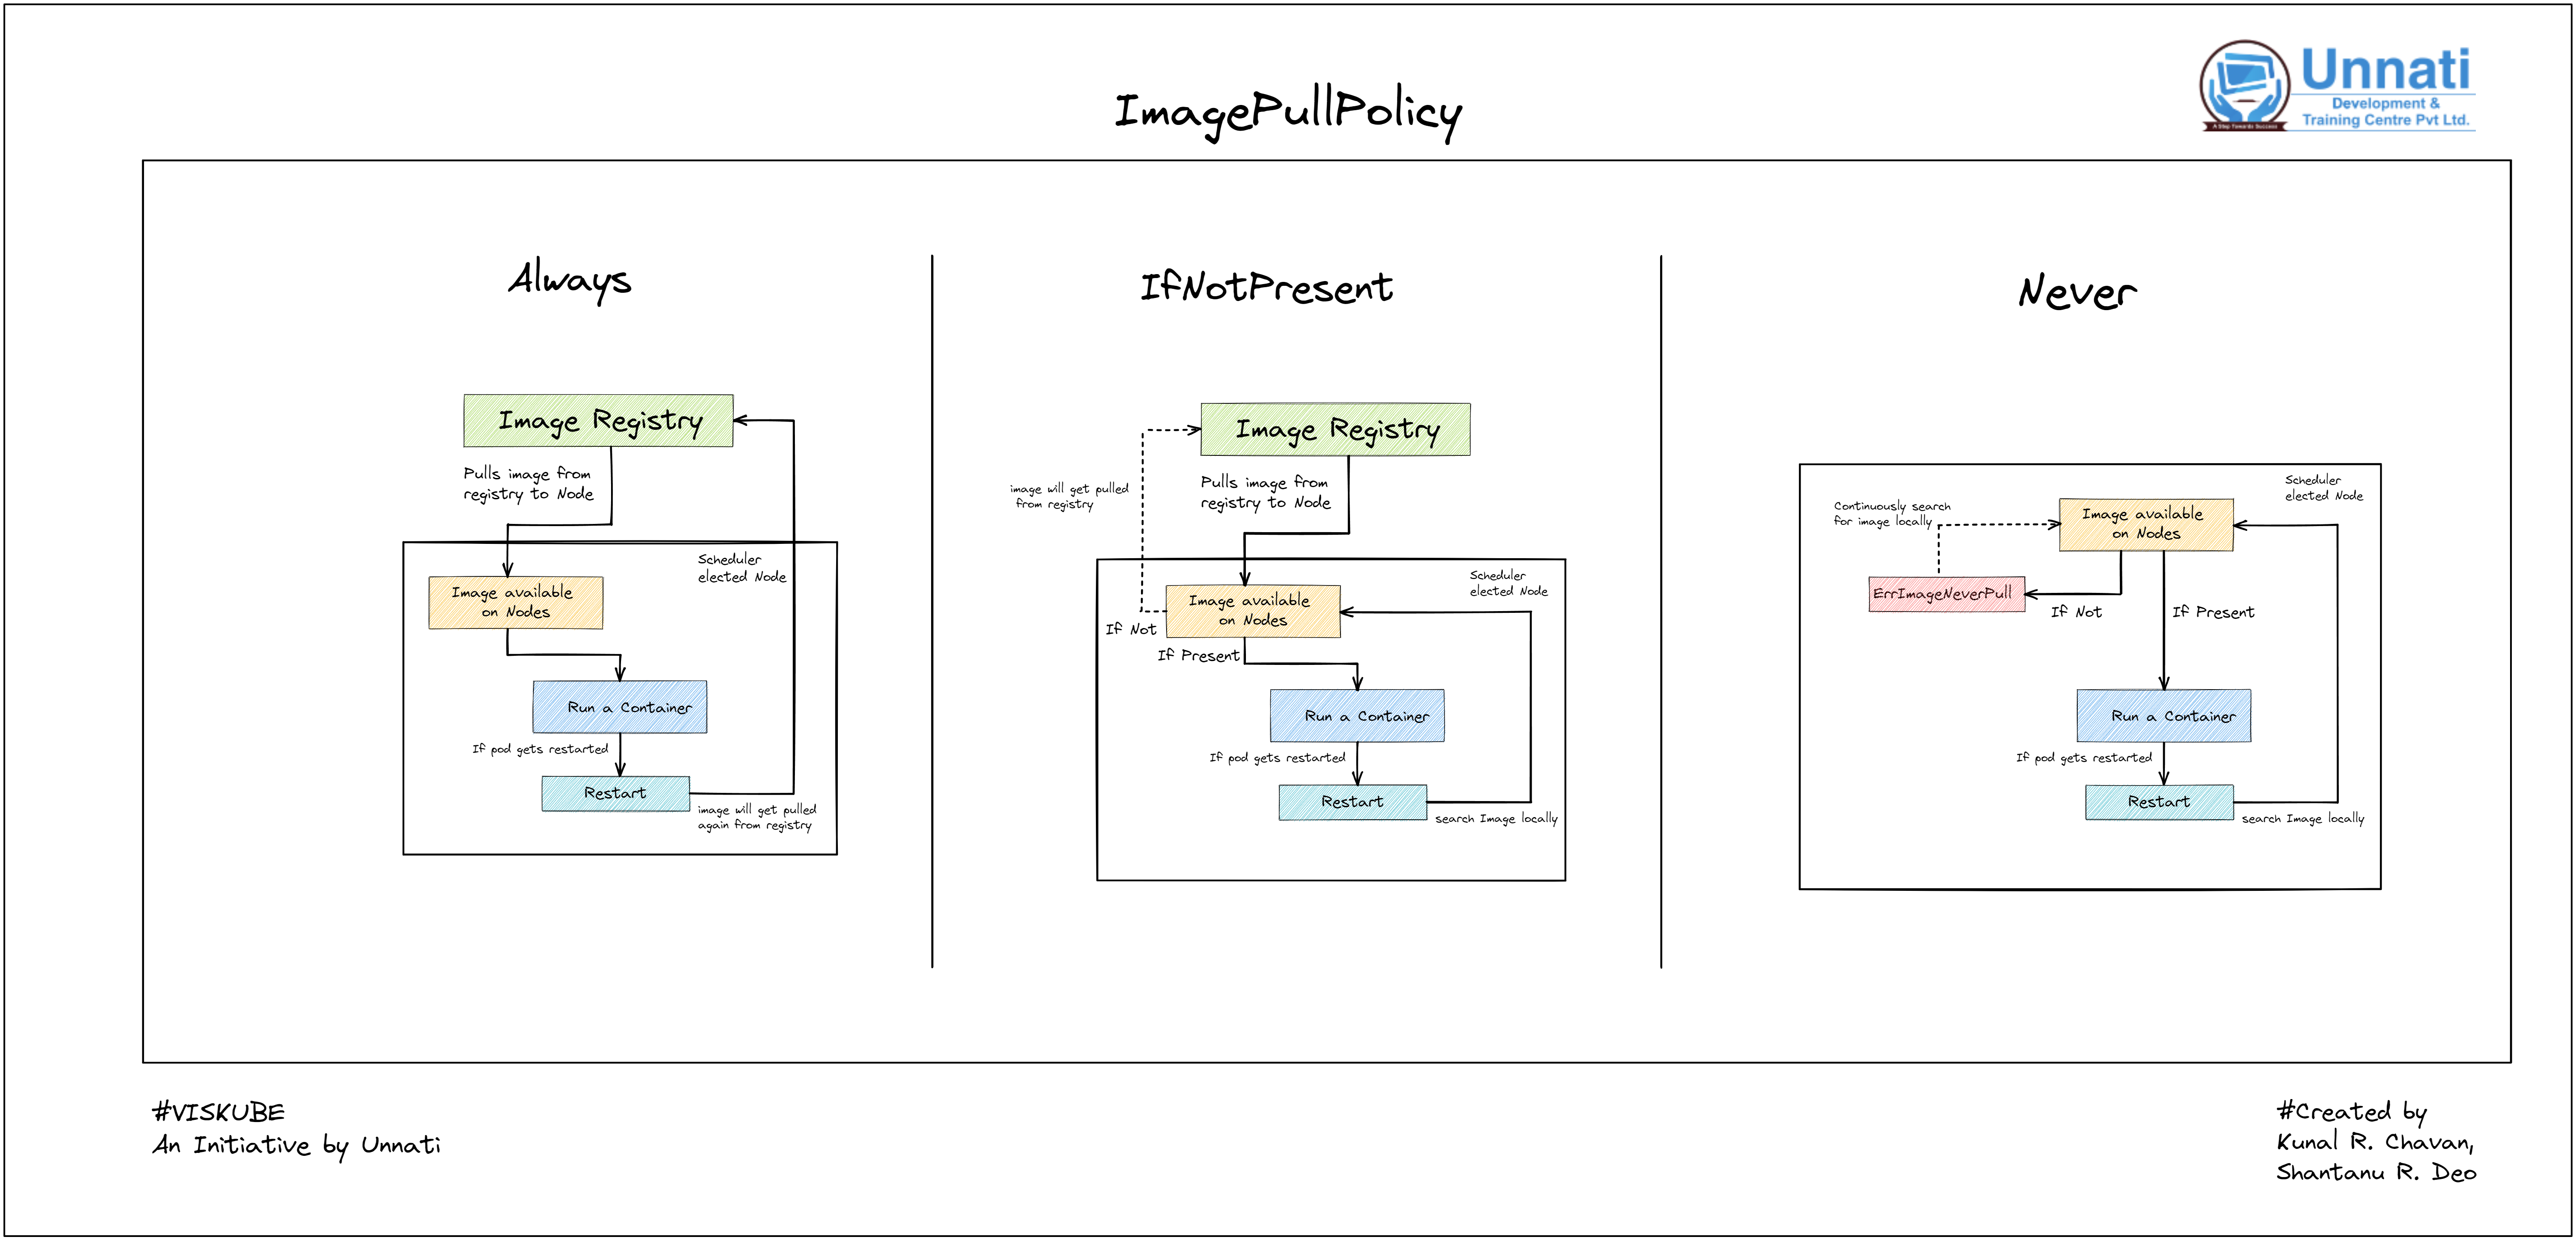 Unnati
Development &
Training Centre Pvt Ltd.
A Step Towards Success
ImagePullPolicy
Always
Image Registry
Pulls image from
registry to Node
Scheduler
elected Node
Image available
on Nodes
Run a Container
If pod gets restarted
Restart
image will get pulled
again from registry
IfNotPresent
Image Registry
image will get pulled
from registry
Pulls image from
registry to Node
Scheduler
elected Node
Image available
on Nodes
If Not
If Present
Run a Container
If pod gets restarted
Restart
search Image locally
Never
Scheduler
elected Node
Continuously search
for image locally
Image available
on Nodes
ErrImageNeverPull
If Not
If Present
Run a Container
If pod gets restarted
Restart
search Image locally
#VISKUBE
An Initiative by Unnati
#Created by
Kunal R. Chavan,
Shantanu R. Deo